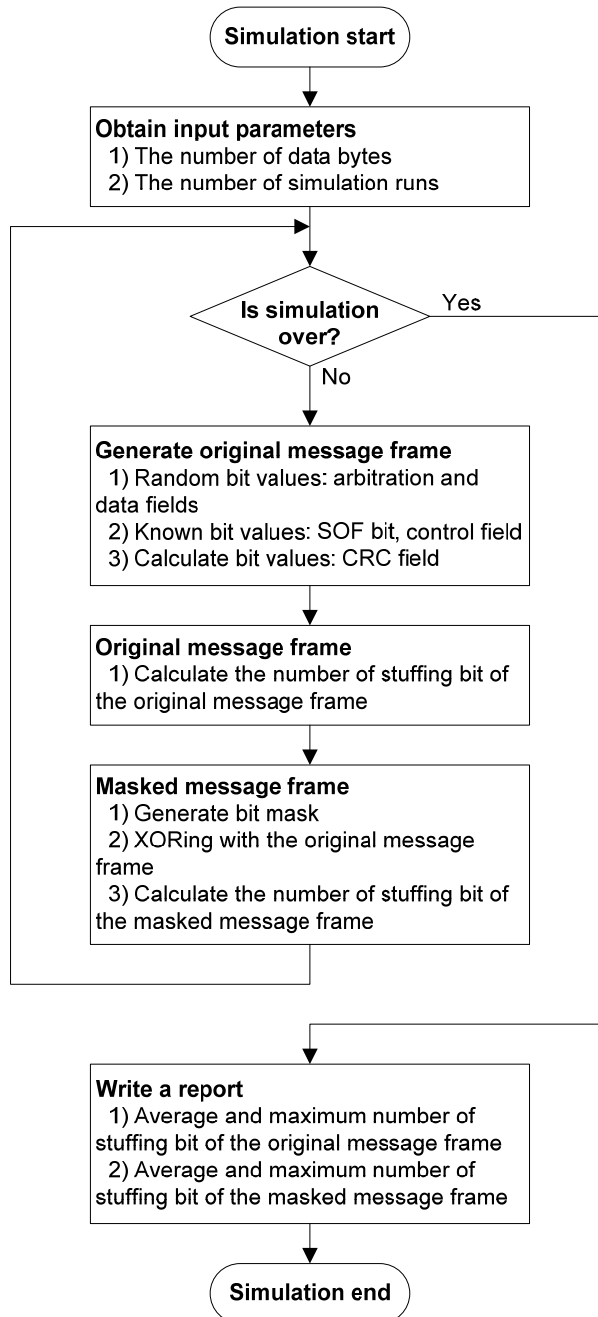 Simulation start
Obtain input parameters
1) The number of data bytes
2) The number of simulation runs
Is simulation
over?
Yes
No
Generate original message frame
1) Random bit values: arbitration and
data fields
2) Known bit values: SOF bit, control field
3) Calculate bit values: CRC field
Original message frame
1) Calculate the number of stuffing bit of
the original message frame
Masked message frame
1) Generate bit mask
2) XORing with the original message
frame
3) Calculate the number of stuffing bit of
the masked message frame
Write a report
1) Average and maximum number of
stuffing bit of the original message frame
2) Average and maximum number of
stuffing bit of the masked message frame
Simulation end